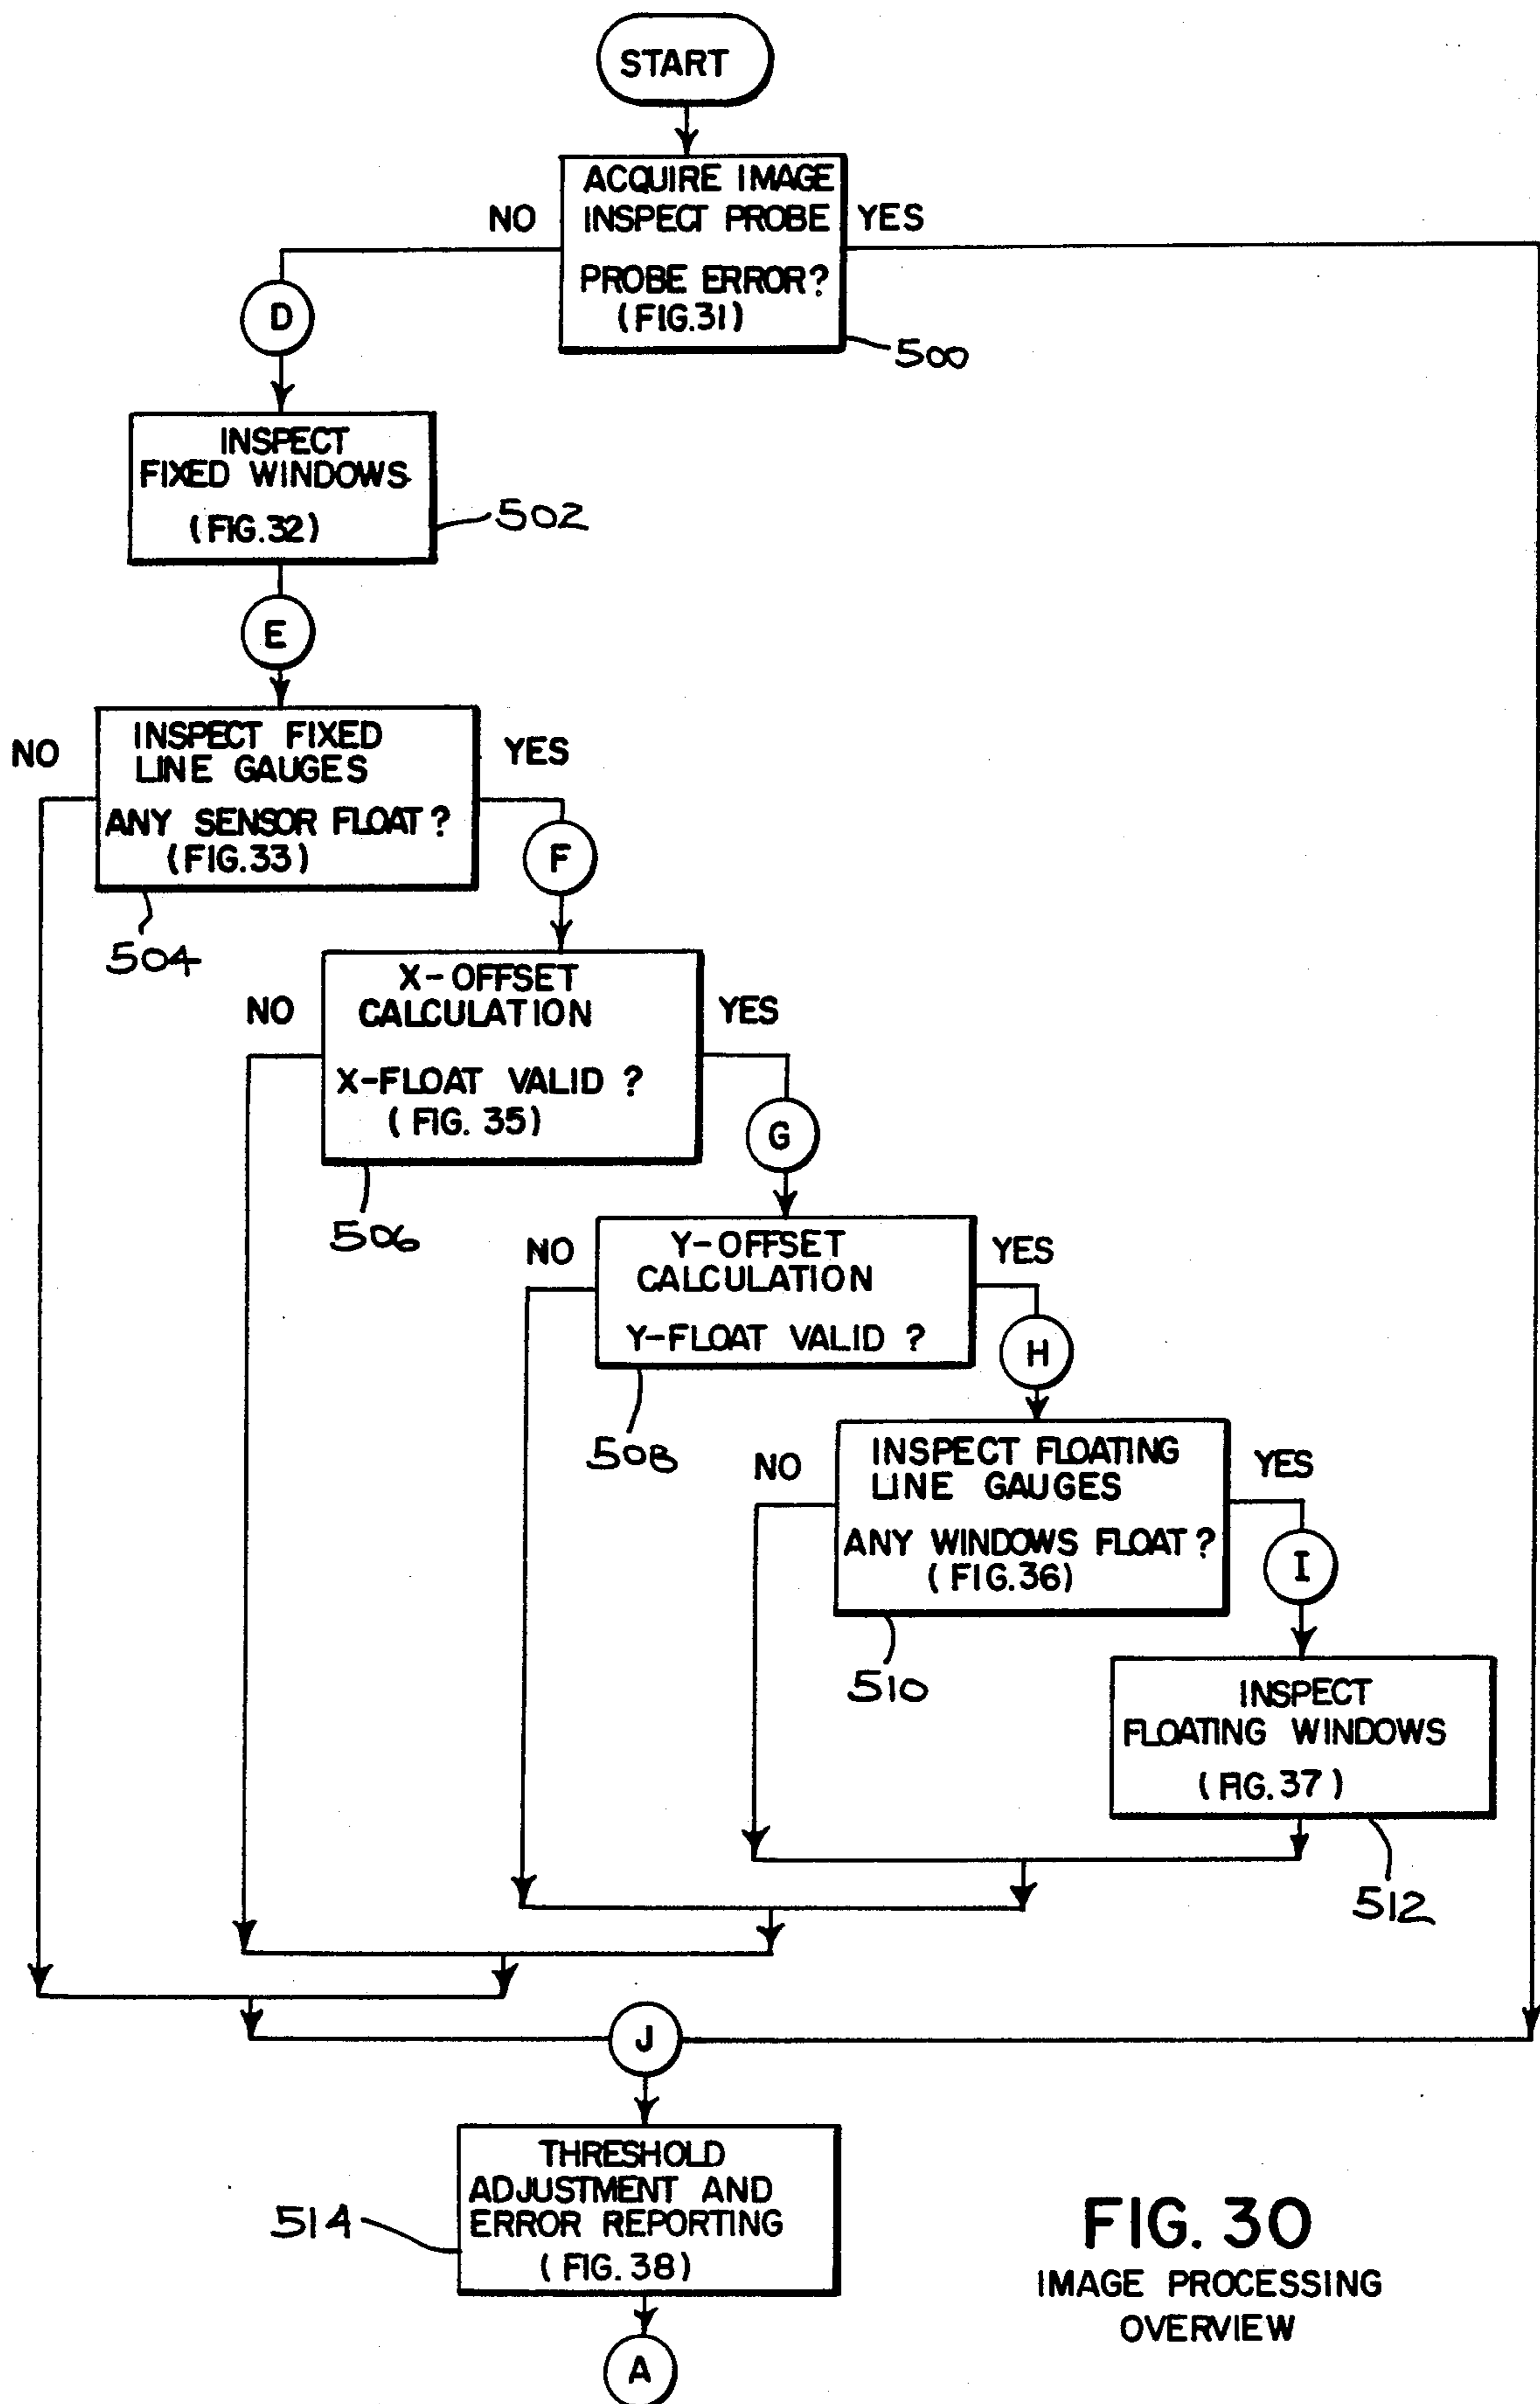 START
ACQUIRE IMAGE
NO INSPECT PROBE YES
PROBE ERROR?
(FIG.31)
500
D
INSPECT
FIXED WINDOWS
(FIG.32)
502
E
NO INSPECT FIXED YES
LINE GAUGES
ANY SENSOR FLOAT?
(FIG.33)
F
504
X-OFFSET
NO CALCULATION YES
X-FLOAT VALID ?
(FIG. 35)
G
506
NO Y-OFFSET YES
CALCULATION
Y-FLOAT VALID ?
H
508
NO INSPECT FLOATING YES
LINE GAUGES
ANY WINDOWS FLOAT?
(FIG.36)
I
510
INSPECT
FLOATING WINDOWS
(FIG. 37)
512
J
THRESHOLD
ADJUSTMENT AND
514 ERROR REPORTING
(FIG. 38)
A
FIG. 30
IMAGE PROCESSING
OVERVIEW